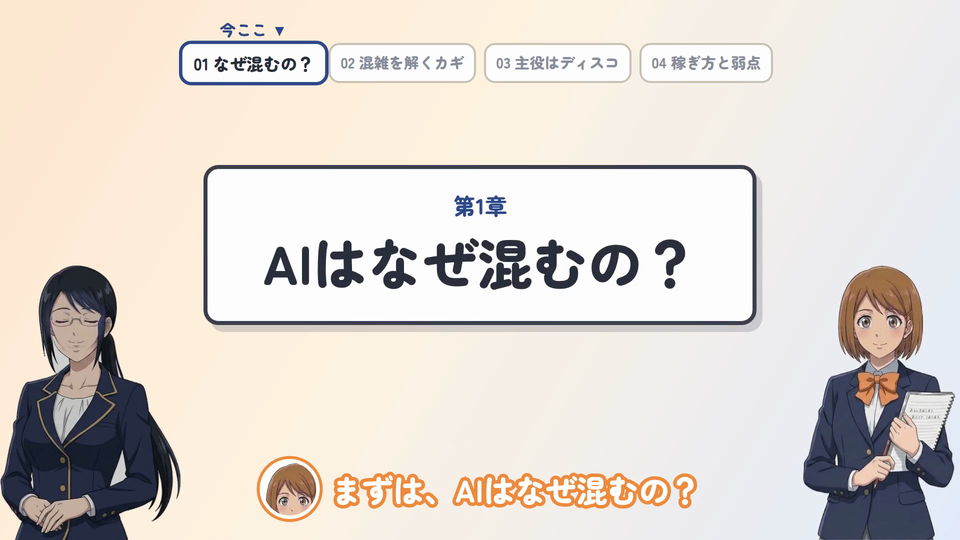 今ここ ▼
01 なぜ混むの？
02 混雑を解くカギ
03 主役はディスコ
04 稼ぎ方と弱点
第1章
AIはなぜ混むの？
まずは、AIはなぜ混むの？